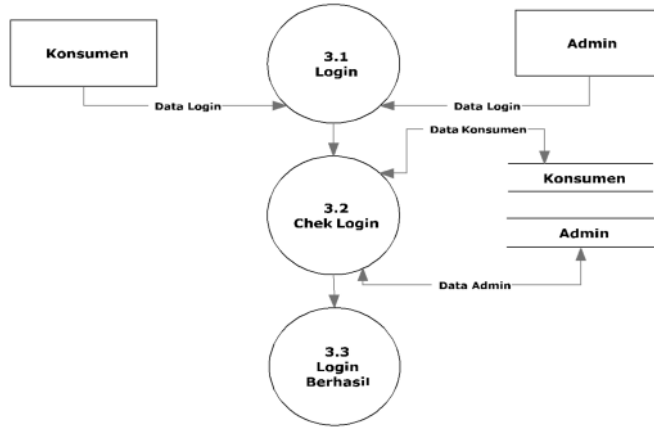 Konsumen
3.1
Login
Admin
Data Login
Data Login
Data Konsumen
Konsumen
3.2
Chek Login
Admin
Data Admin
3.3
Login
Berhasil